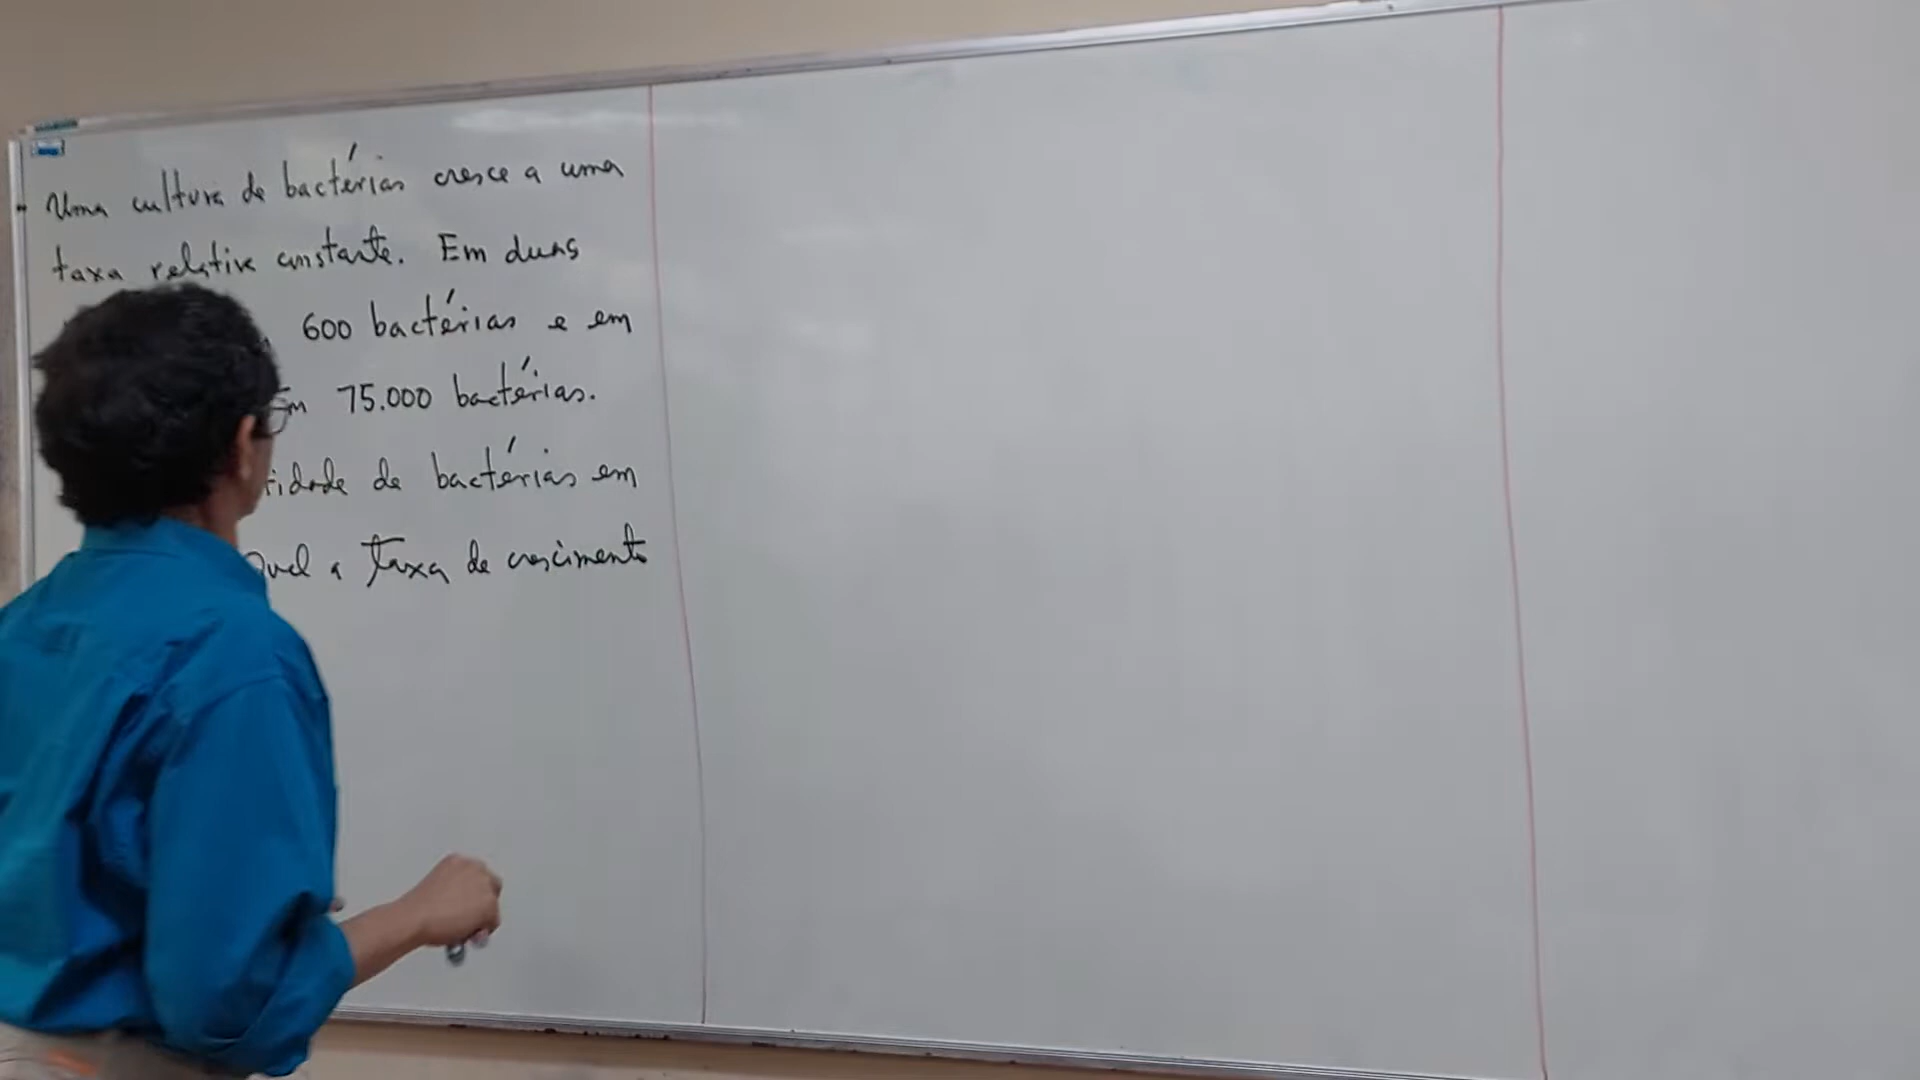 Uma cultura de bactérias cresce a uma
taxa relativa constante. Em duas
600 bactérias e em
75.000 bactérias.
de bactérias em
Qual a taxa de crescimento